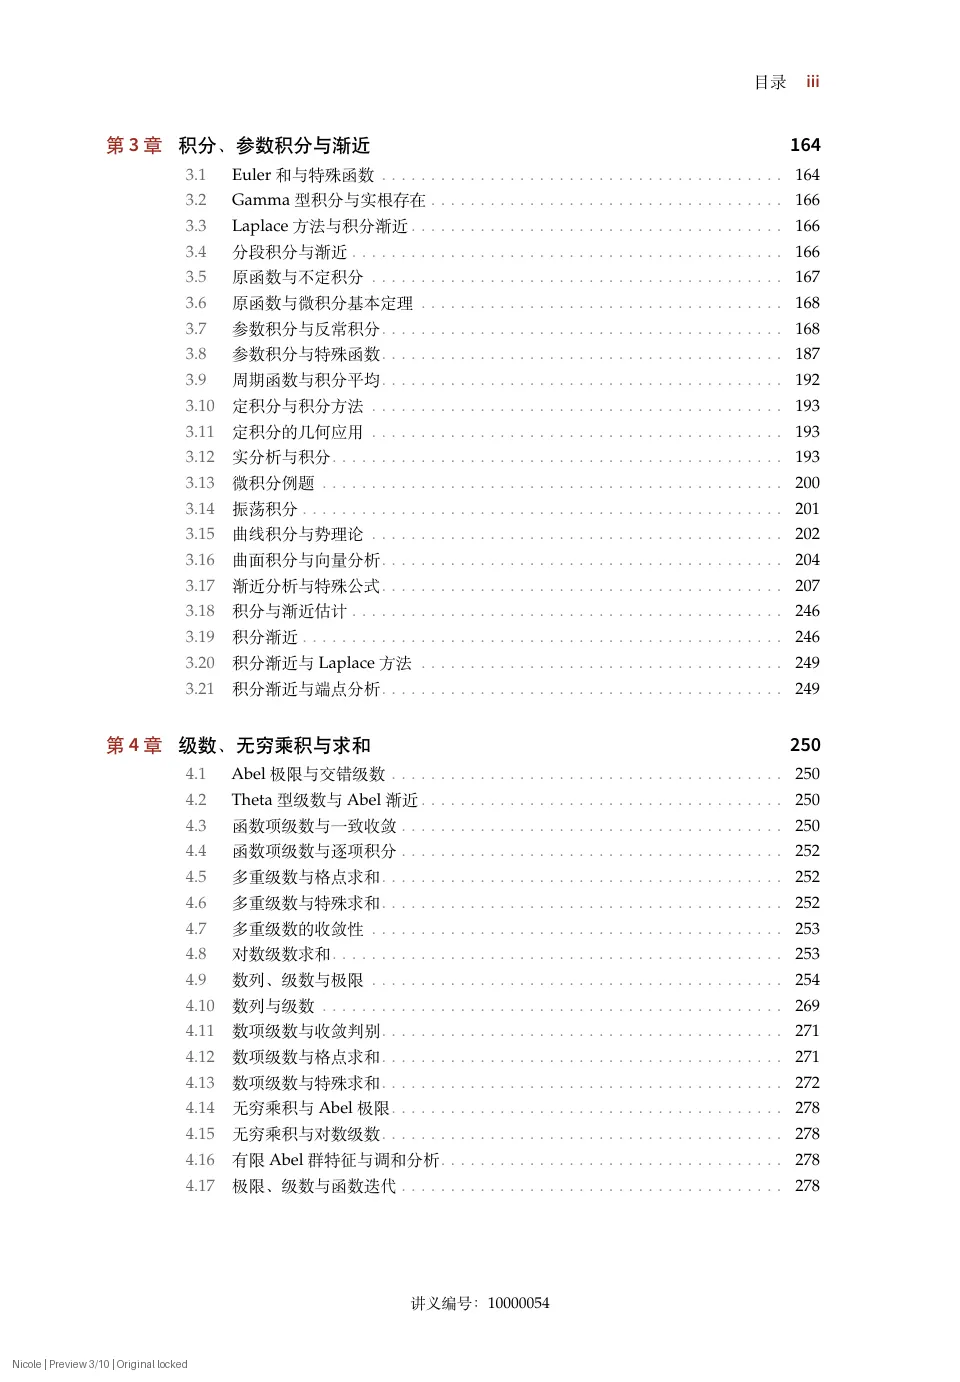 目录 iii
第 3 章 积分、参数积分与渐近 164
3.1 Euler 和与特殊函数 164
3.2 Gamma 型积分与实根存在 166
3.3 Laplace 方法与积分渐近 166
3.4 分段积分与渐近 166
3.5 原函数与不定积分 167
3.6 原函数与微积分基本定理 168
3.7 参数积分与反常积分 168
3.8 参数积分与特殊函数 187
3.9 周期函数与积分平均 192
3.10 定积分与积分方法 193
3.11 定积分的几何应用 193
3.12 实分析与积分 193
3.13 微积分例题 200
3.14 振荡积分 201
3.15 曲线积分与势理论 202
3.16 曲面积分与向量分析 204
3.17 渐近分析与特殊公式 207
3.18 积分与渐近估计 246
3.19 积分渐近 246
3.20 积分渐近与 Laplace 方法 249
3.21 积分渐近与端点分析 249
第 4 章 级数、无穷乘积与求和 250
4.1 Abel 极限与交错级数 250
4.2 Theta 型级数与 Abel 渐近 250
4.3 函数项级数与一致收敛 250
4.4 函数项级数与逐项积分 252
4.5 多重级数与格点求和 252
4.6 多重级数与特殊求和 252
4.7 多重级数的收敛性 253
4.8 对数级数求和 253
4.9 数列、级数与极限 254
4.10 数列与级数 269
4.11 数项级数与收敛判别 271
4.12 数项级数与格点求和 271
4.13 数项级数与特殊求和 272
4.14 无穷乘积与 Abel 极限 278
4.15 无穷乘积与对数级数 278
4.16 有限 Abel 群特征与调和分析 278
4.17 极限、级数与函数迭代 278
讲义编号：10000054
Nicole | Preview 3/10 | Original locked